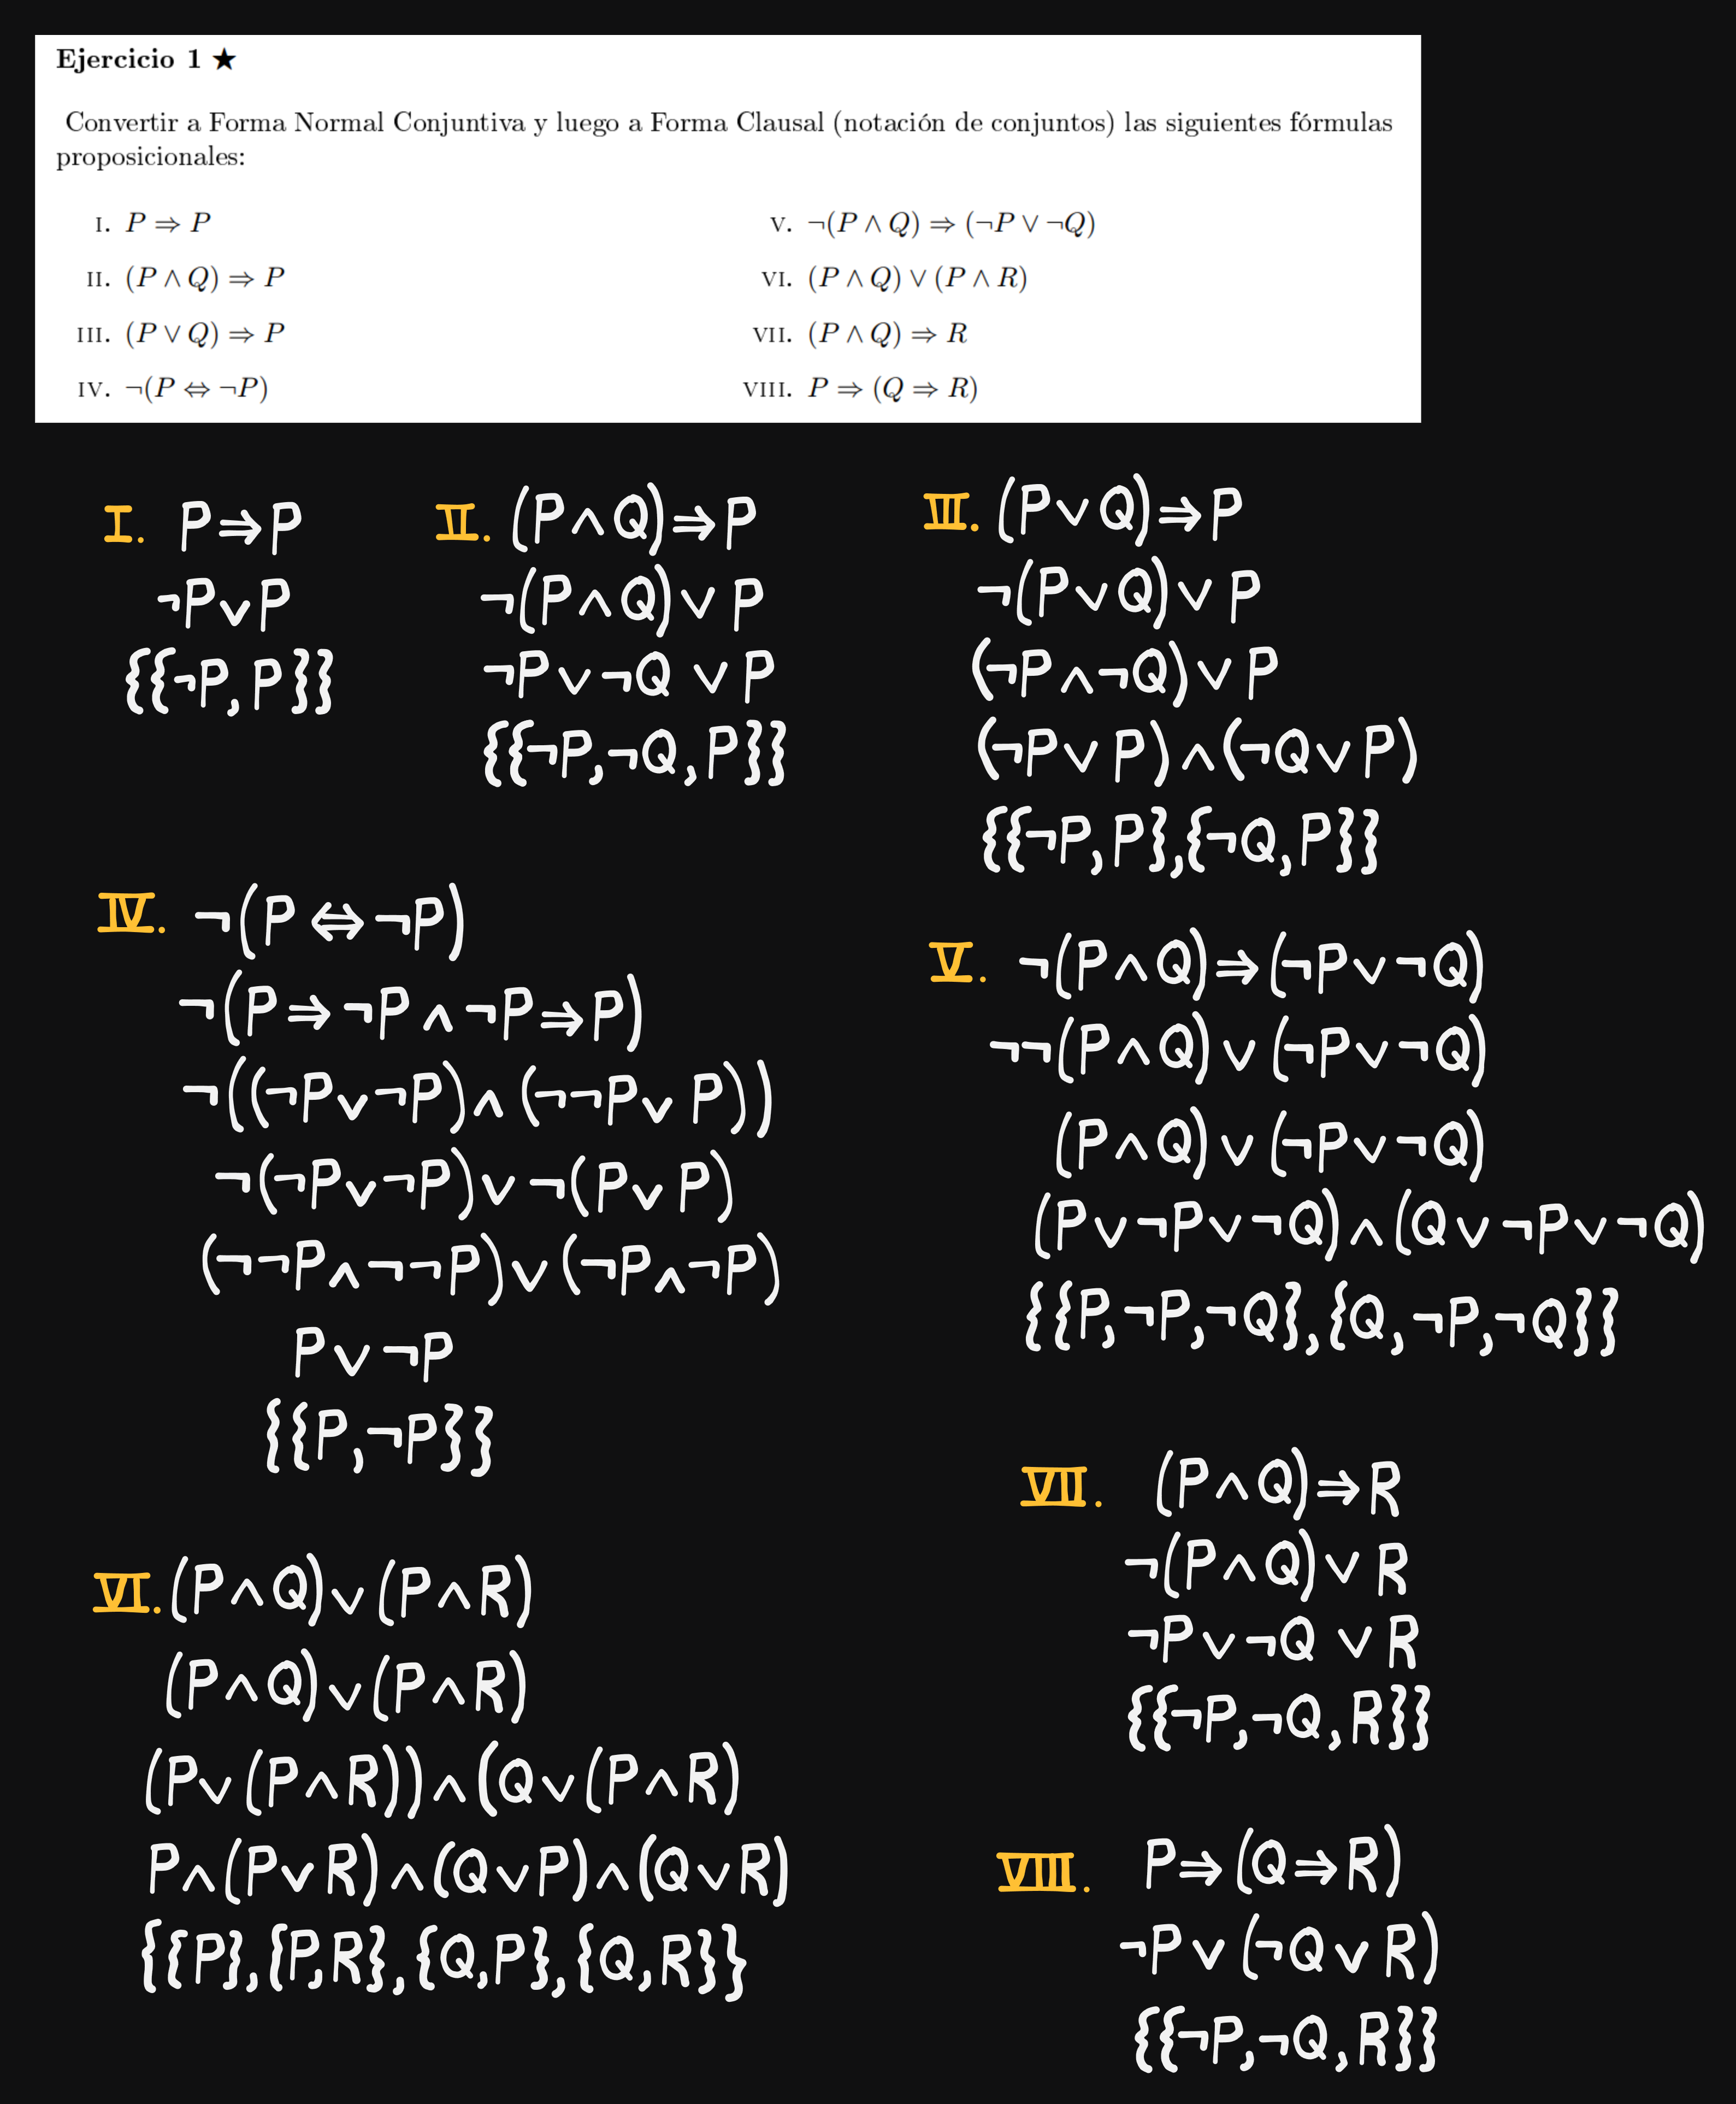 Ejercicio 1 ★
Convertir a Forma Normal Conjuntiva y luego a Forma Clausal (notación de conjuntos) las siguientes fórmulas
proposicionales:
I. P ⇒ P
II. (P ∧ Q) ⇒ P
III. (P ∨ Q) ⇒ P
IV. ¬(P ⇔ ¬P)
V. ¬(P ∧ Q) ⇒ (¬P ∨ ¬Q)
VI. (P ∧ Q) ∨ (P ∧ R)
VII. (P ∧ Q) ⇒ R
VIII. P ⇒ (Q ⇒ R)
I. P⇒P
¬P∨P
{{¬P,P}}
II. (P∧Q)⇒P
¬(P∧Q)∨P
¬P∨¬Q ∨P
{{¬P,¬Q,P}}
III. (P∨Q)⇒P
¬(P∨Q)∨P
(¬P∧¬Q)∨P
(¬P∨P)∧(¬Q∨P)
{{¬P,P},{¬Q,P}}
IV. ¬(P⇔¬P)
¬(P⇒¬P∧¬P⇒P)
¬((¬P∨¬P)∧(¬¬P∨P))
¬(¬P∨¬P)∨¬(P∨P)
(¬¬P∧¬¬P)∨(¬P∧¬P)
P∨¬P
{{P,¬P}}
V. ¬(P∧Q)⇒(¬P∨¬Q)
¬¬(P∧Q)∨(¬P∨¬Q)
(P∧Q)∨(¬P∨¬Q)
(P∨¬P∨¬Q)∧(Q∨¬P∨¬Q)
{{P,¬P,¬Q},{Q,¬P,¬Q}}
VI. (P∧Q)∨(P∧R)
(P∧Q)∨(P∧R)
(P∨(P∧R))∧(Q∨(P∧R)
P∧(P∨R)∧(Q∨P)∧(Q∨R)
{{P},{P,R},{Q,P},{Q,R}}
VII. (P∧Q)⇒R
¬(P∧Q)∨R
¬P∨¬Q ∨R
{{¬P,¬Q,R}}
VIII. P⇒(Q⇒R)
¬P∨(¬Q∨R)
{{¬P,¬Q,R}}